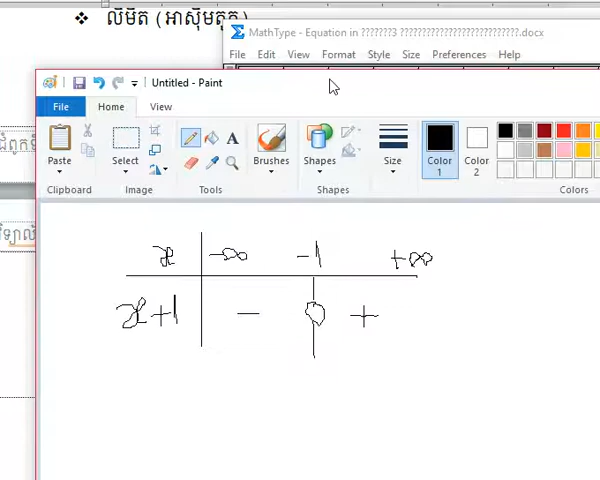 ❖ លីមីត (អាស៊ីមតូត)
MathType - Equation in ???????3 ???????????????????????????.docx
File Edit View Format Style Size Preferences Help
Untitled - Paint
File Home View
Paste Select Brushes Shapes Size Color 1 Color 2
Clipboard Image Tools Shapes Colors
x -∞ -1 +∞
x+1 - 0 +